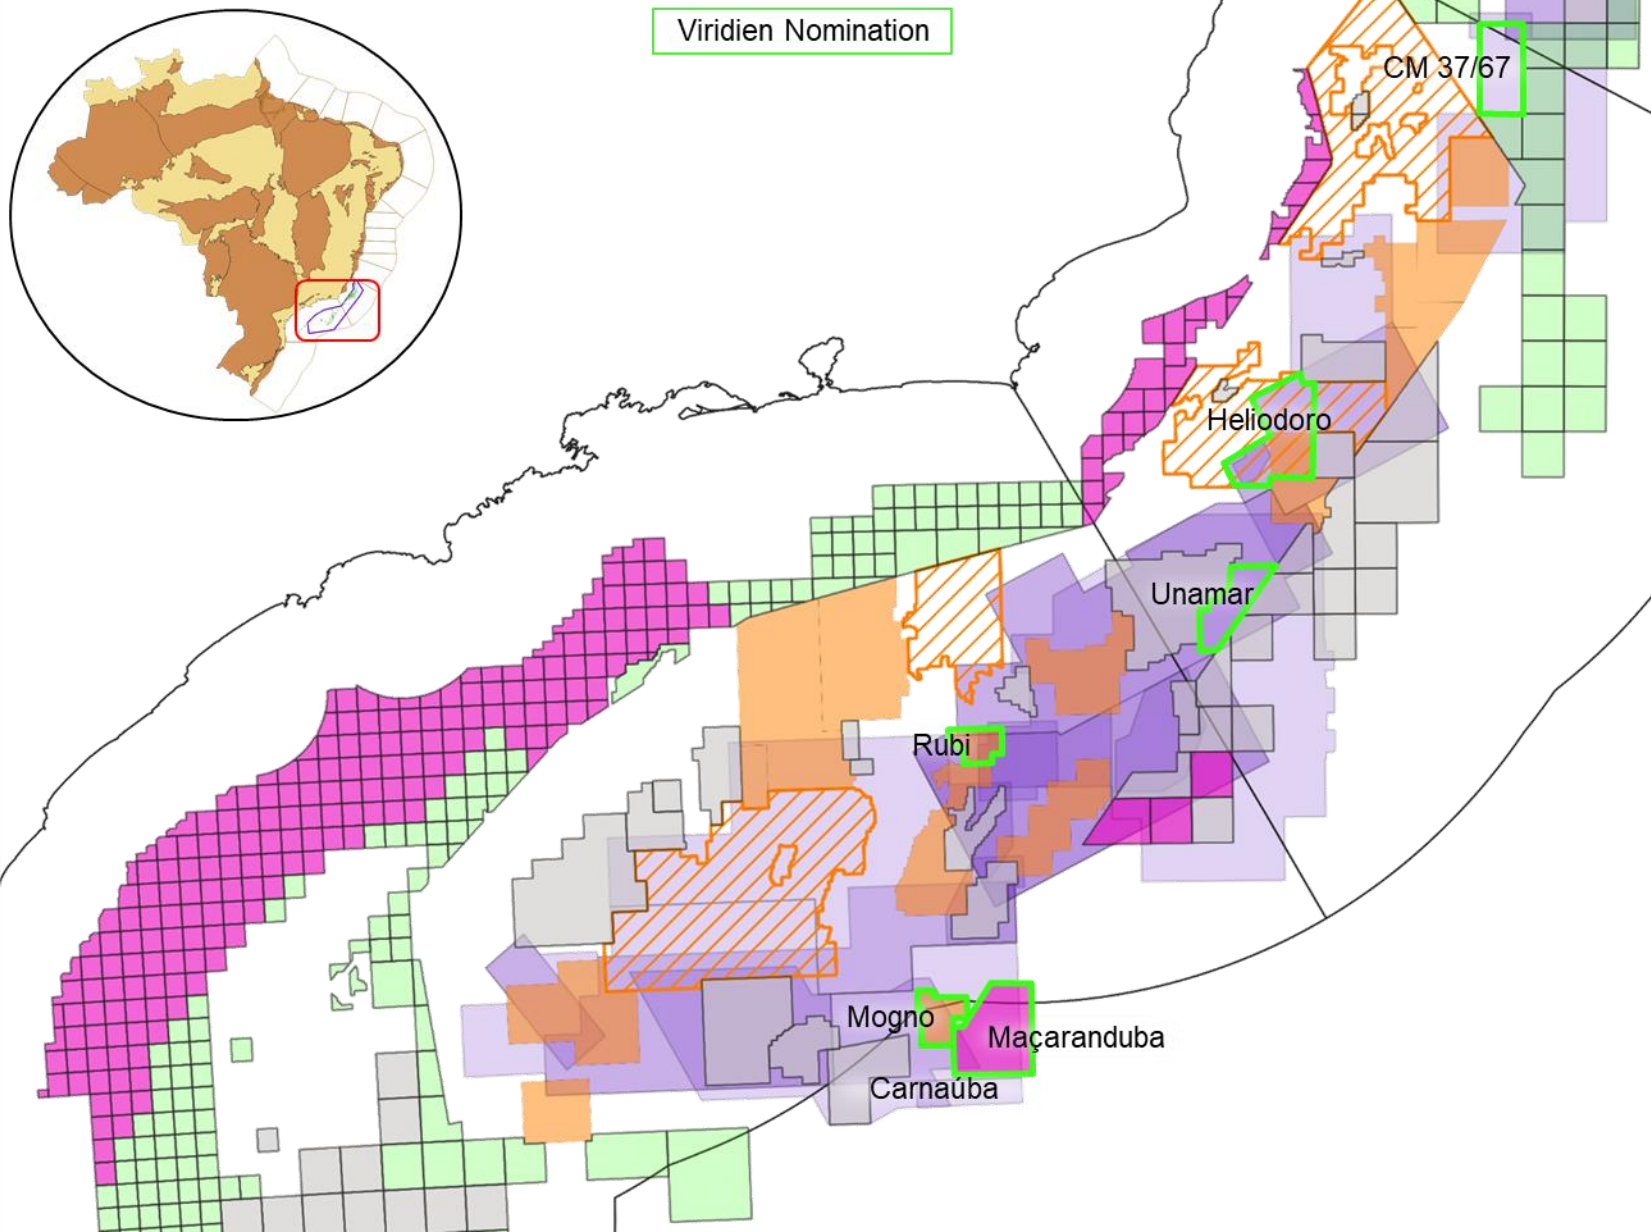 Viridien Nomination
CM 37/67
Heliodoro
Unamar
Rubi
Mogno
Maçaranduba
Carnaúba